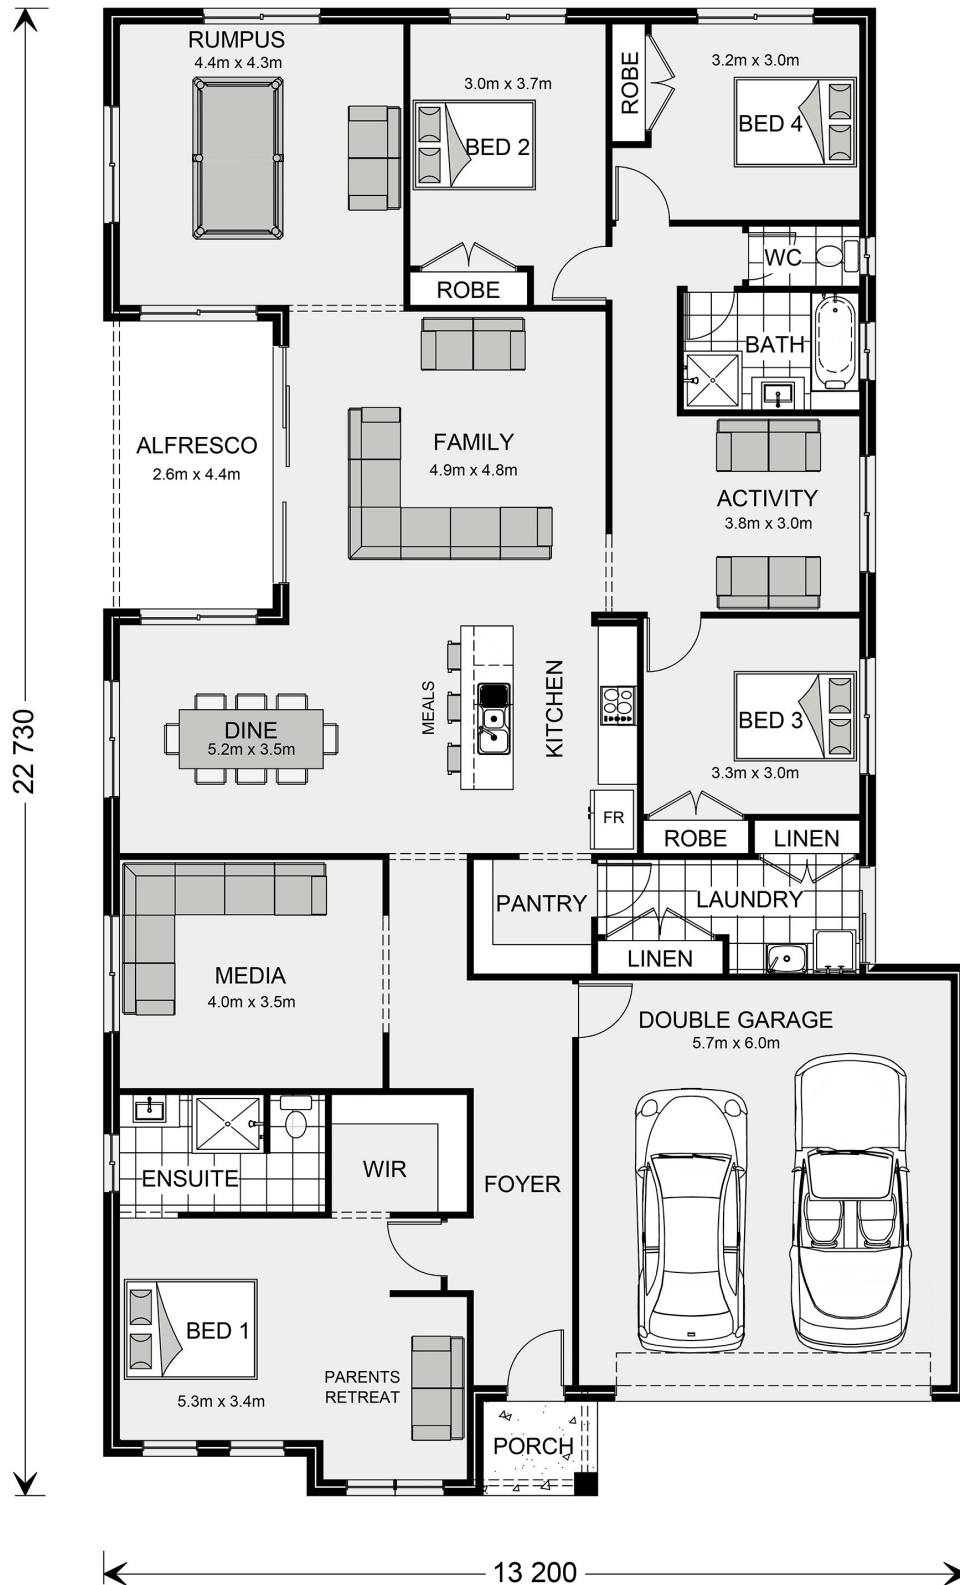 RUMPUS
4.4m x 4.3m
3.0m x 3.7m
BED 2
ROBE
ROBE
3.2m x 3.0m
BED 4
WC
BATH
ALFRESCO
2.6m x 4.4m
FAMILY
4.9m x 4.8m
ACTIVITY
3.8m x 3.0m
22 730
DINE
5.2m x 3.5m
MEALS
KITCHEN
FR
BED 3
3.3m x 3.0m
ROBE
LINEN
PANTRY
LAUNDRY
LINEN
MEDIA
4.0m x 3.5m
DOUBLE GARAGE
5.7m x 6.0m
ENSUITE
WIR
FOYER
BED 1
5.3m x 3.4m
PARENTS
RETREAT
PORCH
13 200